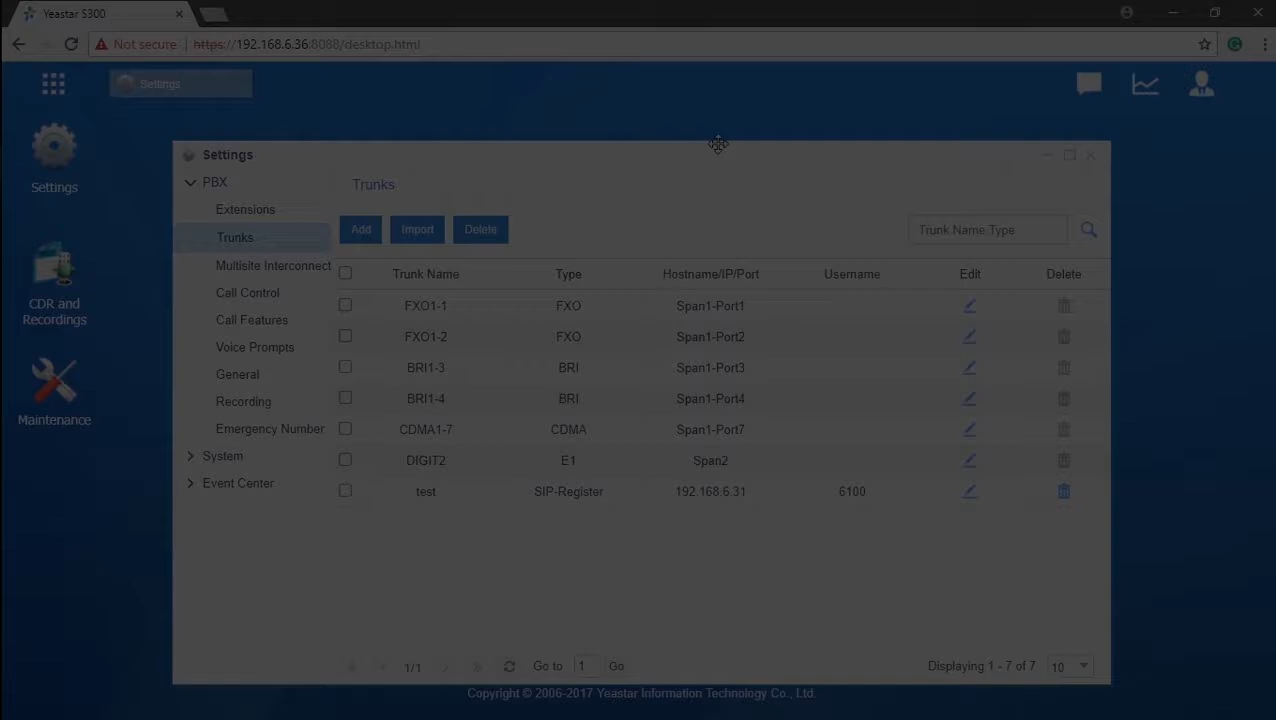 Yeastar S300
Not secure https://192.168.6.36:8088/desktop.html
Settings
Settings
CDR and
Recordings
Maintenance
Settings
PBX
Extensions
Trunks
Multisite Interconnect
Call Control
Call Features
Voice Prompts
General
Recording
Emergency Number
System
Event Center
Trunks
Add Import Delete Trunk Name,Type
Trunk Name Type Hostname/IP/Port Username Edit Delete
FXO1-1 FXO Span1-Port1
FXO1-2 FXO Span1-Port2
BRI1-3 BRI Span1-Port3
BRI1-4 BRI Span1-Port4
CDMA1-7 CDMA Span1-Port7
DIGIT2 E1 Span2
test SIP-Register 192.168.6.31 6100
1/1 Go to 1 Go Displaying 1 - 7 of 7 10
Copyright © 2006-2017 Yeastar Information Technology Co., Ltd.